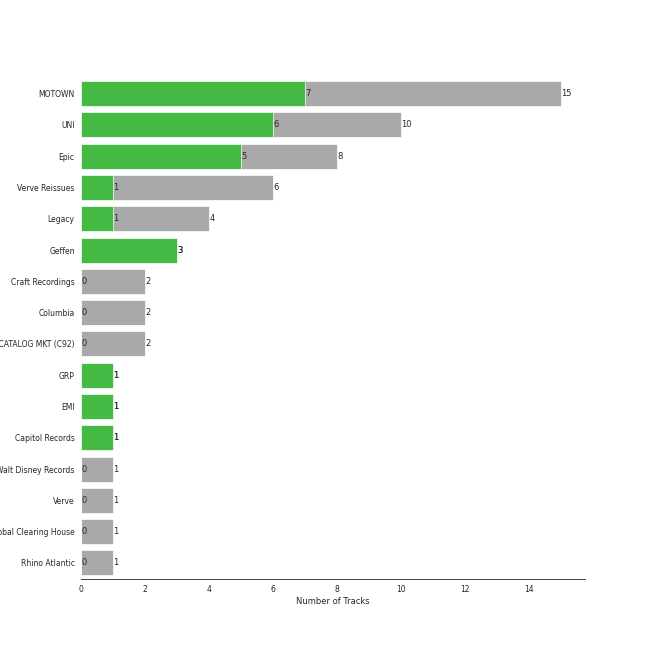 MOTOWN 7 15
UNI 6 10
Epic 5 8
Verve Reissues 1 6
Legacy 1 4
Geffen 3
Craft Recordings 0 2
Columbia 0 2
CATALOG MKT (C92) 0 2
GRP 1
EMI 1
Capitol Records 1
Walt Disney Records 0 1
Verve 0 1
Clearing House 0 1
Rhino Atlantic 0 1
0 2 4 6 8 10 12 14
Number of Tracks